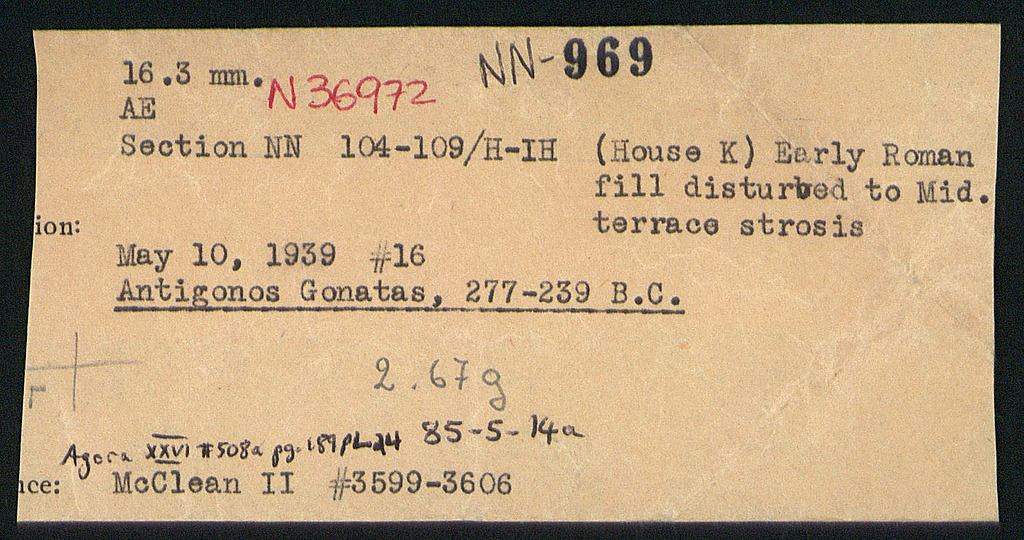 NN-969
16.3 mm. N36972
AE
Section NN 104-109/H-IH (House K) Early Roman
fill disturbed to Mid.
terrace strosis
ion:
May 10, 1939 #16
Antigonos Gonatas, 277-239 B.C.
2.67g
85-5-14a
Agora XXVI #508a pg. 189 PL 24
ce: McClean II #3599-3606